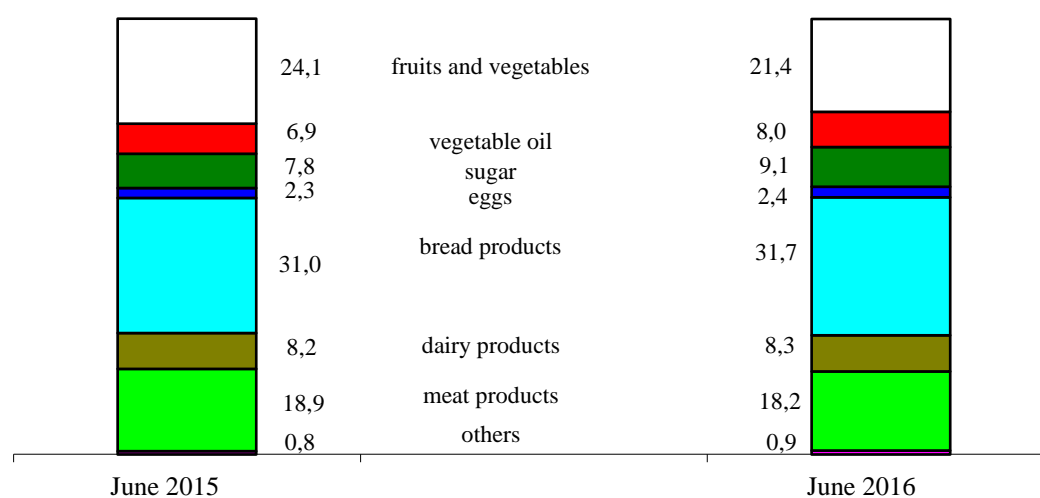 24,1 fruits and vegetables 21,4
6,9 vegetable oil 8,0
7,8 sugar 9,1
2,3 eggs 2,4
31,0 bread products 31,7
8,2 dairy products 8,3
18,9 meat products 18,2
0,8 others 0,9
June 2015 June 2016